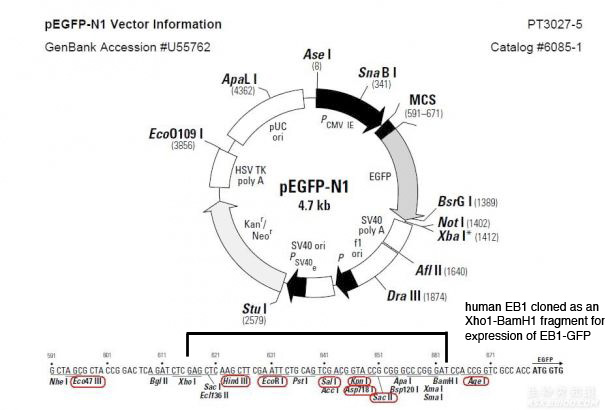 pEGFP-N1 Vector Information PT3027-5
GenBank Accession #U55762 Catalog #6085-1
Ase I
(8)
SnaB I
(341)
MCS
(591–671)
ApaL I
(4362)
EcoO109 I
(3856)
pUC
ori
PCMV IE
HSV TK
poly A
EGFP
pEGFP-N1
4.7 kb
BsrG I (1389)
Not I (1402)
Xba I* (1412)
Kanr/
Neor
SV40
poly A
f1
ori
SV40 ori
P
SV40e
P
Afl II (1640)
Dra III (1874)
Stu I
(2579)
human EB1 cloned as an
Xho1-BamH1 fragment for
expression of EB1-GFP
591 601 611 621 631 641 651 661 671 EGFP
G CTA GCG CTA CCG GAC TCA GAT CTC GAG CTC AAG CTT CGA ATT CTG CAG TCG ACG GTA CCG CGG GCC CGG GAT CCA CCG GTC GCC ACC ATG GTG
Nhe I Eco47 III Bgl II Xho I Hind III EcoR I Pst I Sal I Kpn I Apa I BamH I Age I
Sac I Acc I Asp718 I Bsp120 I Xma I
Ecl136 II Sac II Sma I